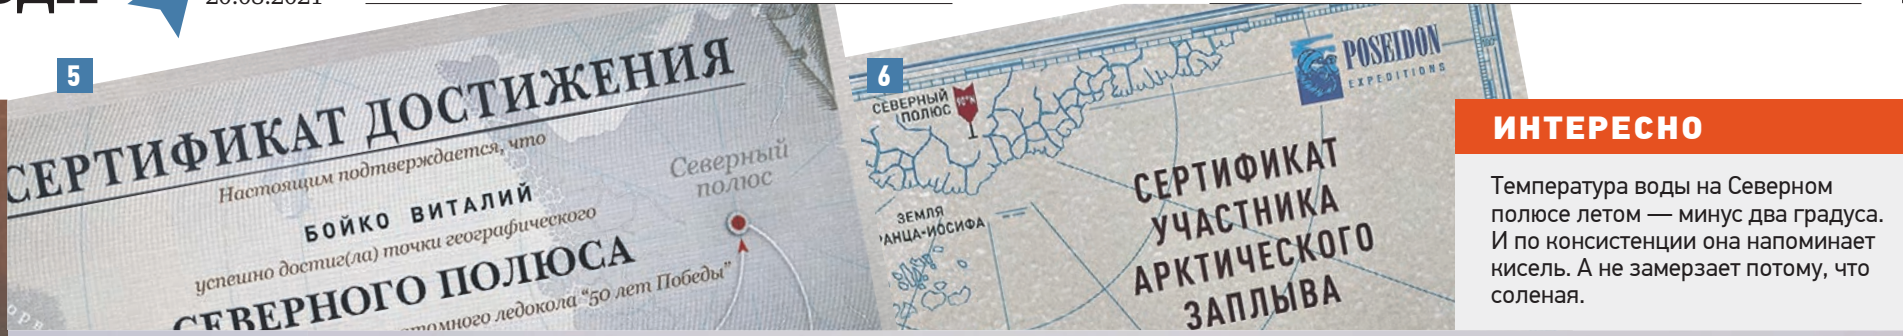 5
СЕРТИФИКАТ ДОСТИЖЕНИЯ
Настоящим подтверждается, что
БОЙКО ВИТАЛИЙ
успешно достиг(ла) точки географического
СЕВЕРНОГО ПОЛЮСА
ледокола “50 лет Победы”
Северный
полюс
6
СЕВЕРНЫЙ
ПОЛЮС
ЗЕМЛЯ
АНЦА-ИОСИФА
POSEIDON
EXPEDITIONS
СЕРТИФИКАТ
УЧАСТНИКА
АРКТИЧЕСКОГО
ЗАПЛЫВА
ИНТЕРЕСНО
Температура воды на Северном
полюсе летом — минус два градуса.
И по консистенции она напоминает
кисель. А не замерзает потому, что
соленая.